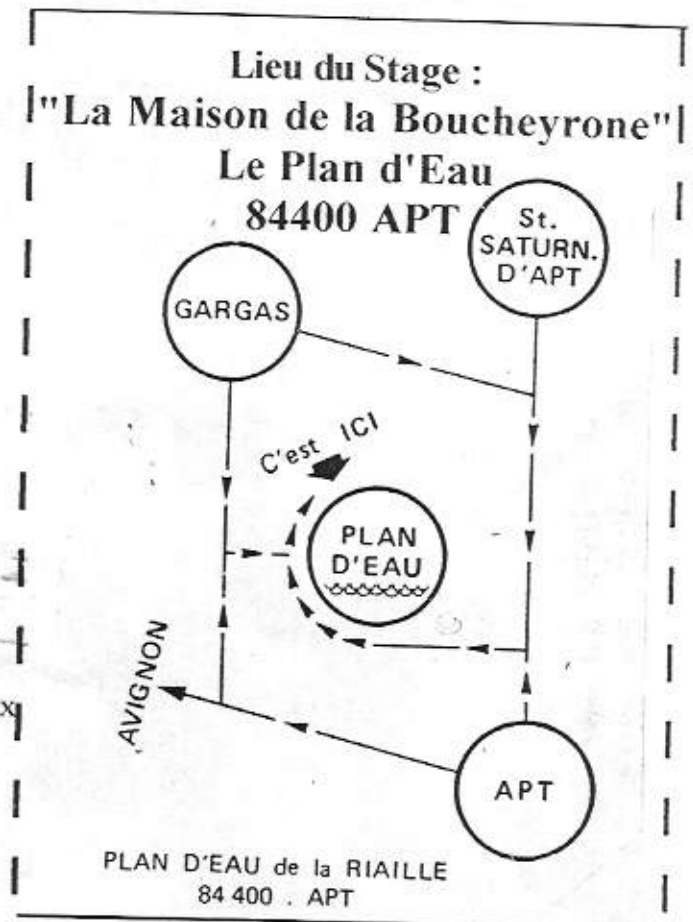 Lieu du Stage :
"La Maison de la Boucheyrone"
Le Plan d'Eau
84400 APT
St.
SATURN.
D'APT
GARGAS
C'est ICI
PLAN
D'EAU
AVIGNON
x
APT
PLAN D'EAU de la RIAILLE
84 400 . APT